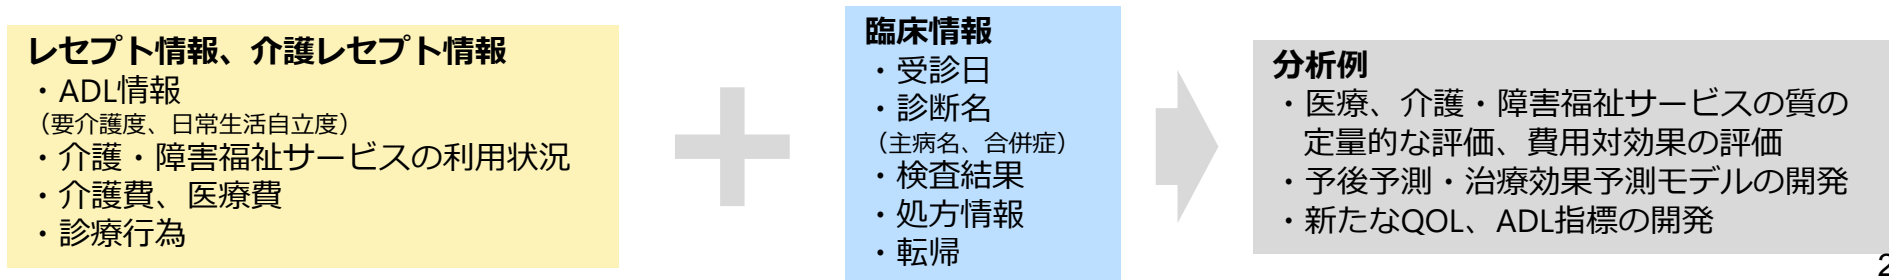 レセプト情報、介護レセプト情報
・ADL情報
（要介護度、日常生活自立度）
・介護・障害福祉サービスの利用状況
・介護費、医療費
・診療行為
臨床情報
・受診日
・診断名
（主病名、合併症）
・検査結果
・処方情報
・転帰
分析例
・医療、介護・障害福祉サービスの質の
定量的な評価、費用対効果の評価
・予後予測・治療効果予測モデルの開発
・新たなQOL、ADL指標の開発